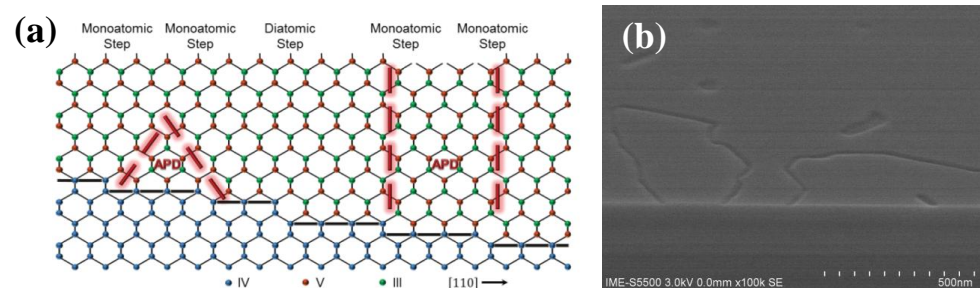 (a)
Monoatomic Step
Monoatomic Step
Diatomic Step
Monoatomic Step
Monoatomic Step
APD
APD
IV
V
III
[110]
(b)
IME-S5500 3.0kV 0.0mm x100k SE
500nm